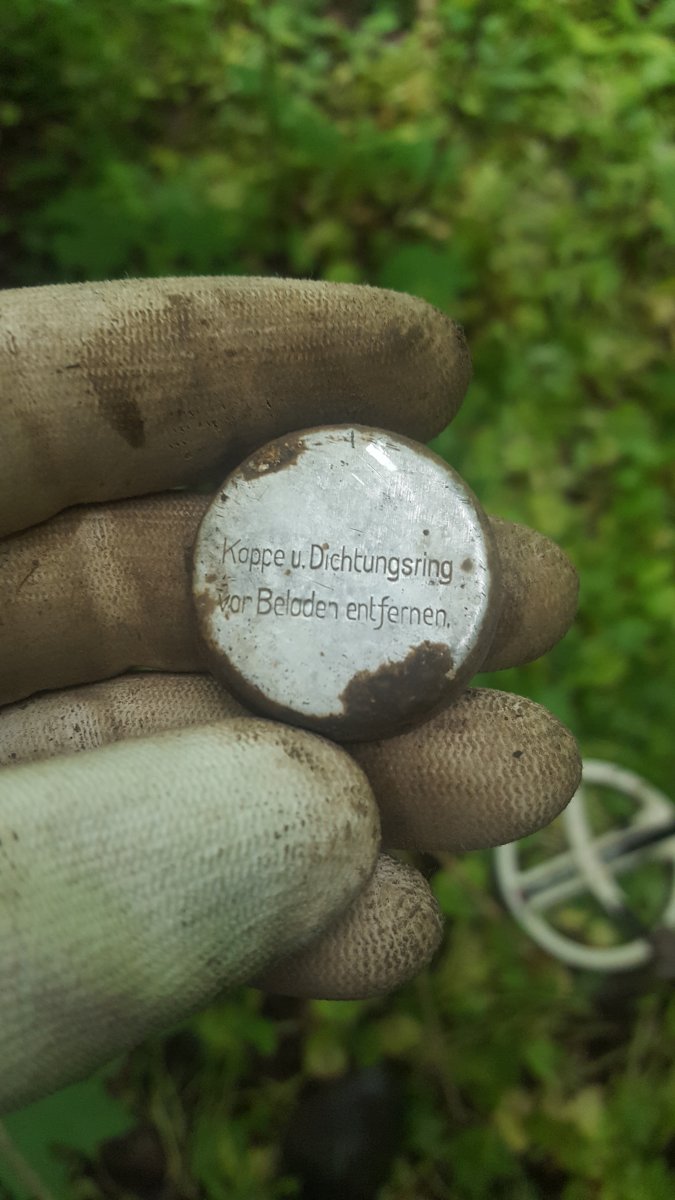 Kappe u. Dichtungsring
vor Beladen entfernen.